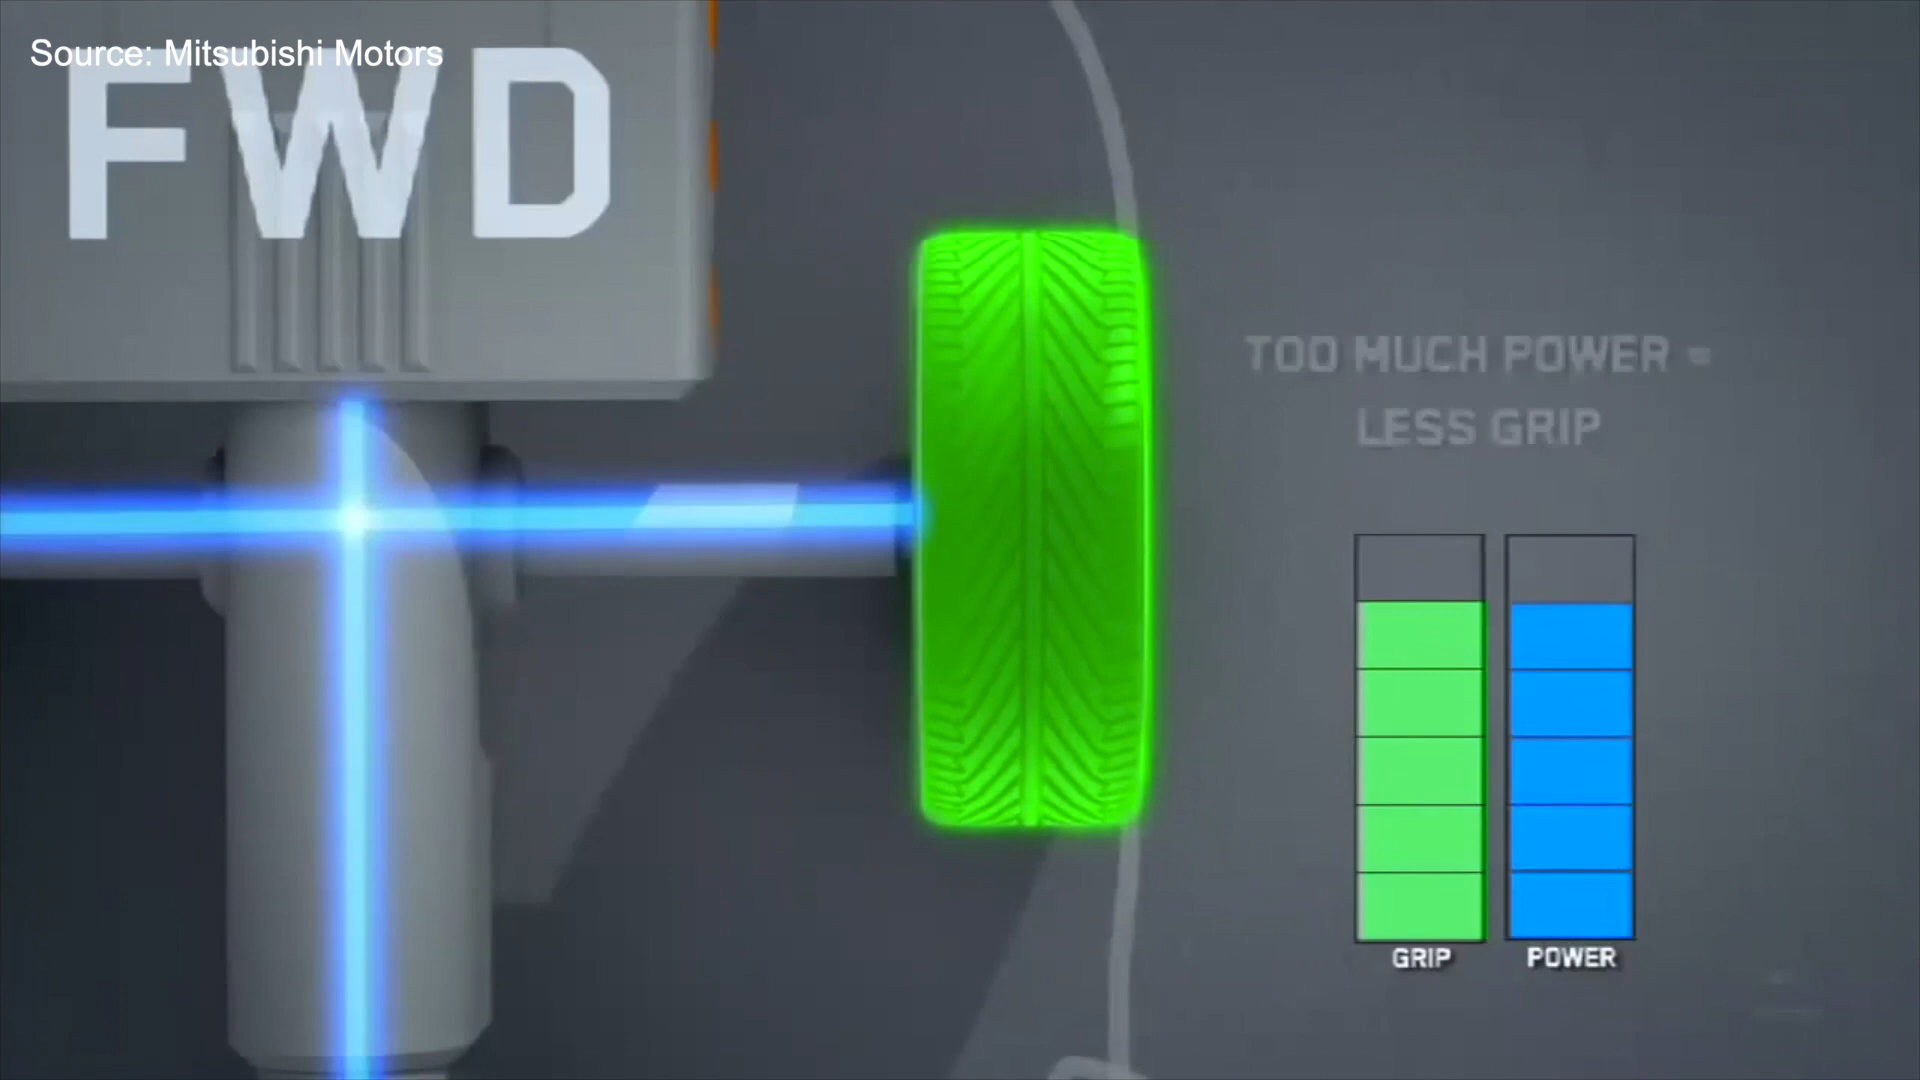 Source: Mitsubishi Motors
FWD
TOO MUCH POWER =
LESS GRIP
GRIP
POWER